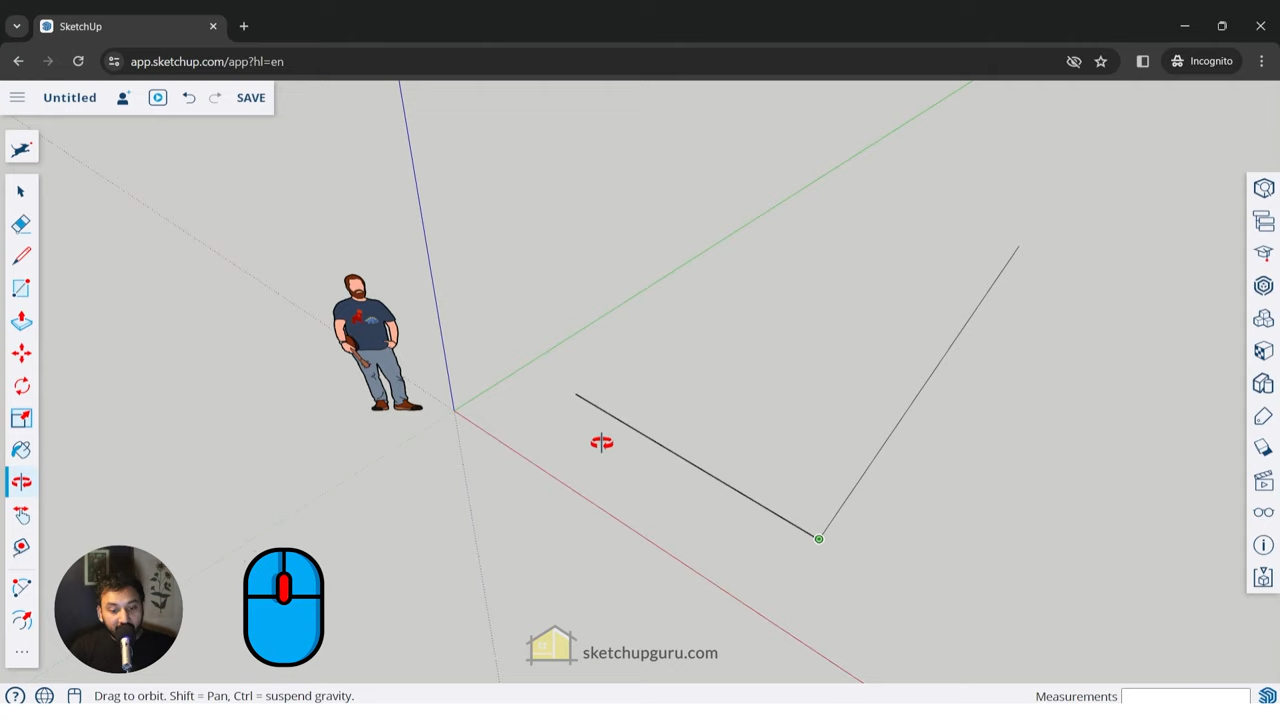 SketchUp
app.sketchup.com/app?hl=en
Incognito
Untitled
SAVE
sketchupguru.com
Drag to orbit. Shift = Pan, Ctrl = suspend gravity.
Measurements